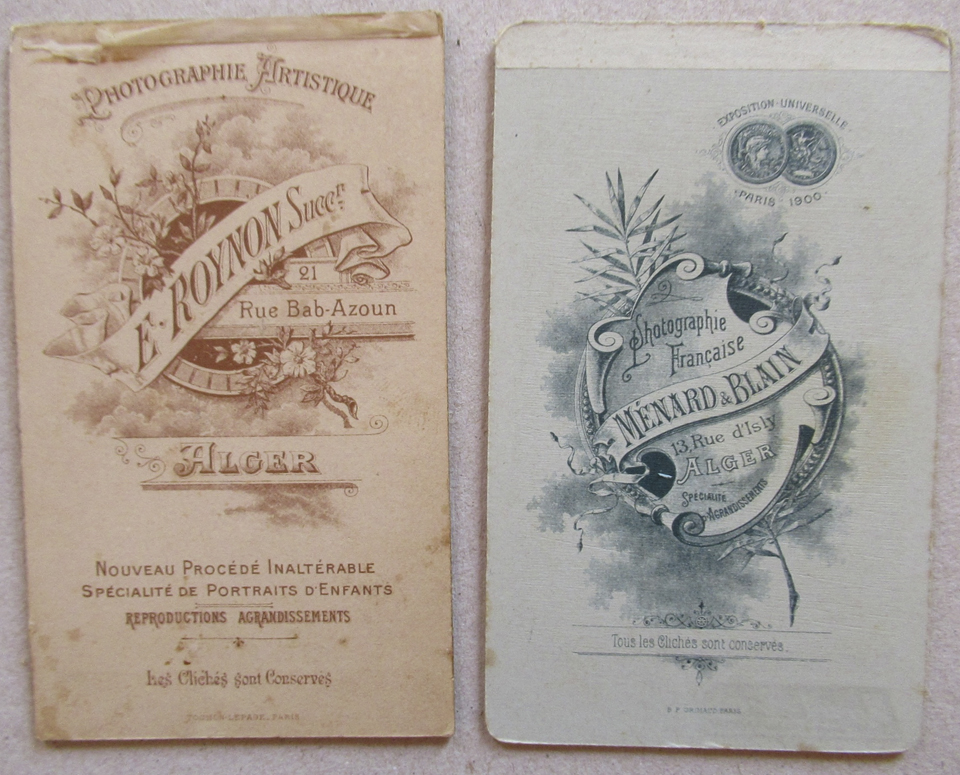 PHOTOGRAPHIE ARTISTIQUE
E. ROYNON Succr.
21
Rue Bab-Azoun
ALGER
NOUVEAU PROCÉDÉ INALTÉRABLE
SPÉCIALITÉ DE PORTRAITS D'ENFANTS
REPRODUCTIONS AGRANDISSEMENTS
Les Clichés sont Conservés
PARIS
EXPOSITION-UNIVERSELLE
PARIS 1900
Photographie
Française
MÉNARD & BLAIN
13, Rue d'Isly
ALGER
SPÉCIALITÉ
D'AGRANDISSEMENTS
Tous les Clichés sont conservés.